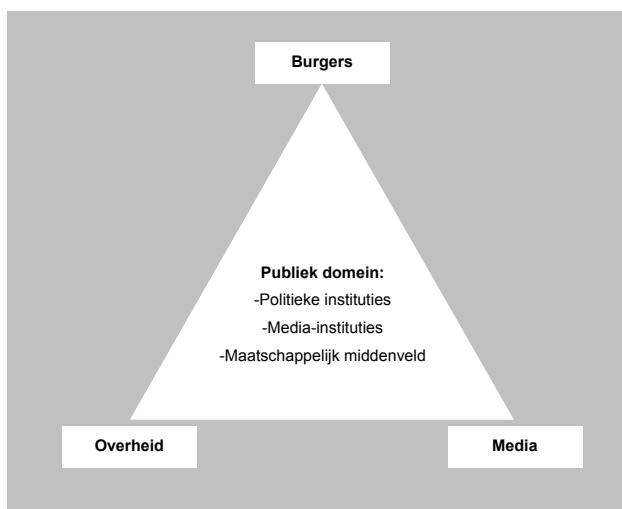 Burgers
Publiek domein:
-Politieke instituties
-Media-instituties
-Maatschappelijk middenveld
Overheid
Media